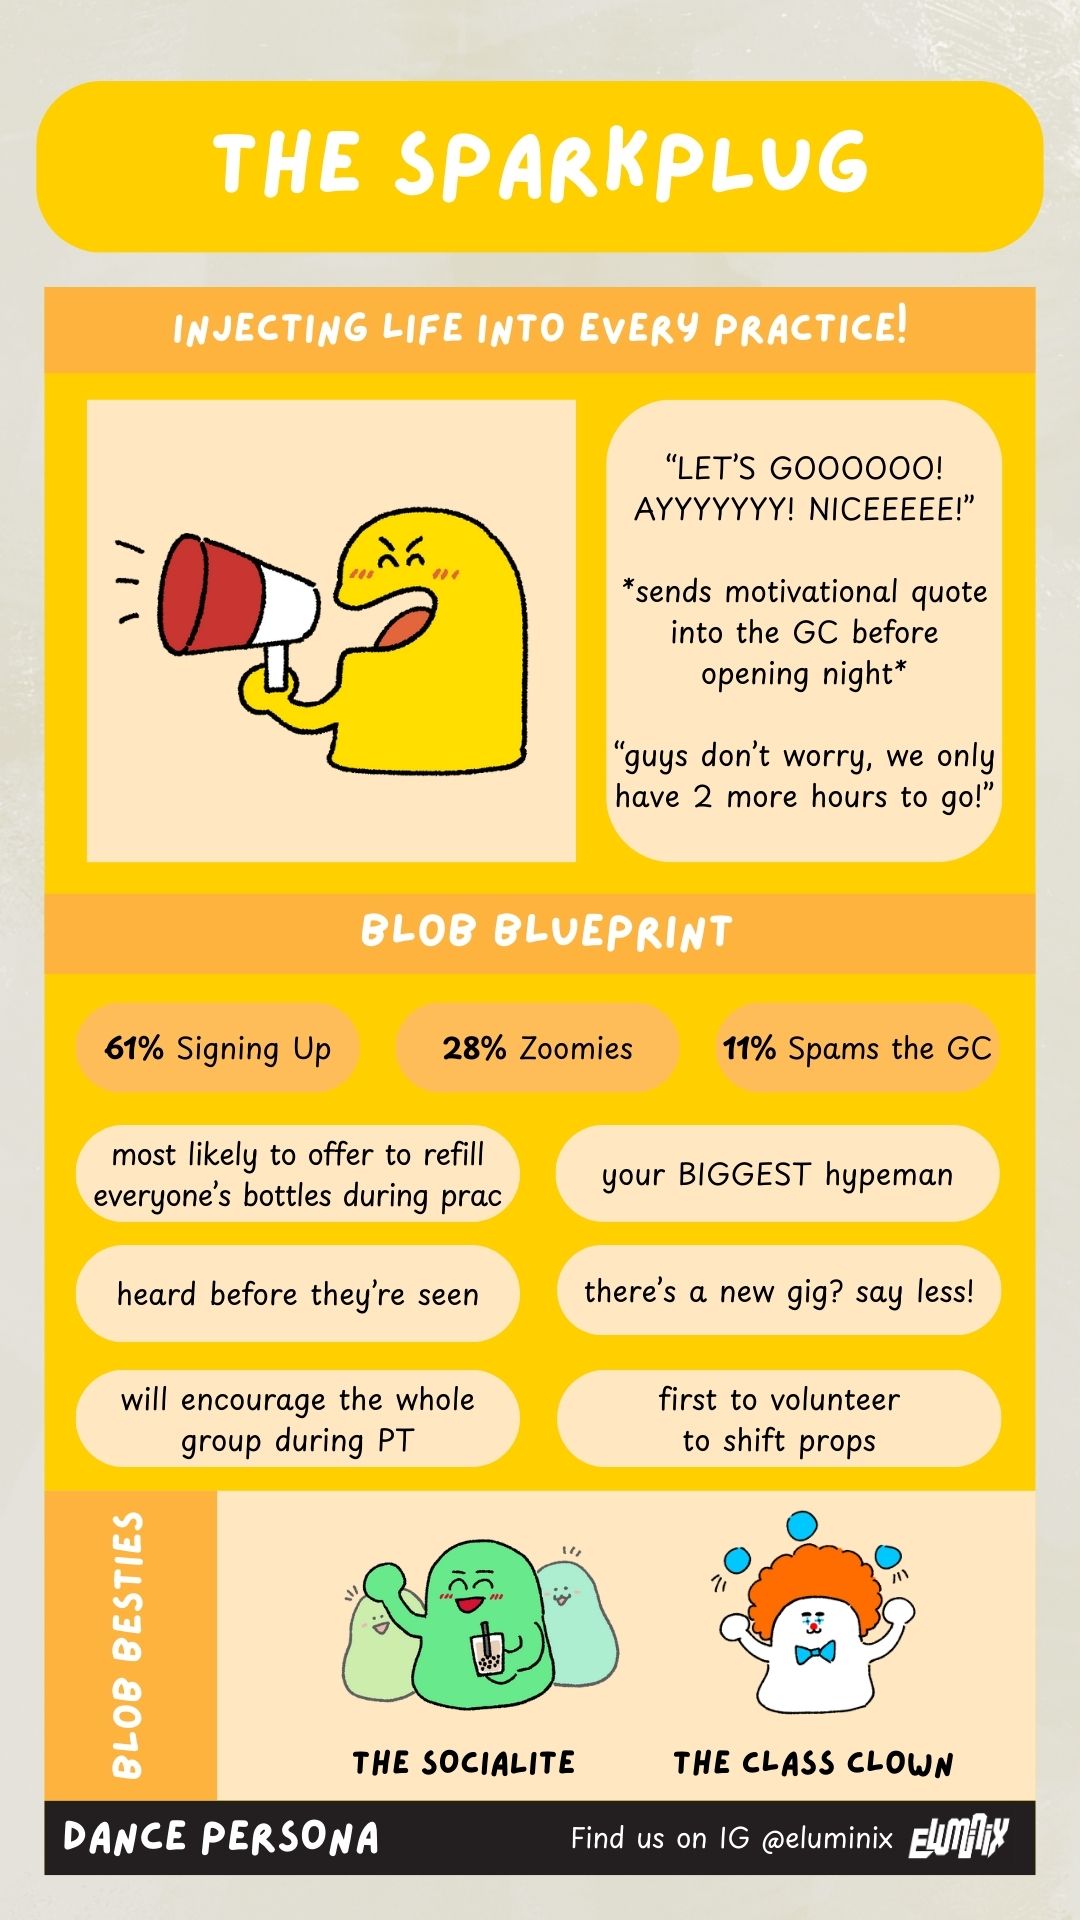 THE SPARKPLUG
INJECTING LIFE INTO EVERY PRACTICE!
“LET’S GOOOOOO!
AYYYYYYY! NICEEEEE!”
*sends motivational quote
into the GC before
opening night*
“guys don’t worry, we only
have 2 more hours to go!”
BLOB BLUEPRINT
61% Signing Up
28% Zoomies
11% Spams the GC
most likely to offer to refill
everyone’s bottles during prac
your BIGGEST hypeman
heard before they’re seen
there’s a new gig? say less!
will encourage the whole
group during PT
first to volunteer
to shift props
BLOB BESTIES
THE SOCIALITE
THE CLASS CLOWN
DANCE PERSONA
Find us on IG @eluminix
ELUMINIX